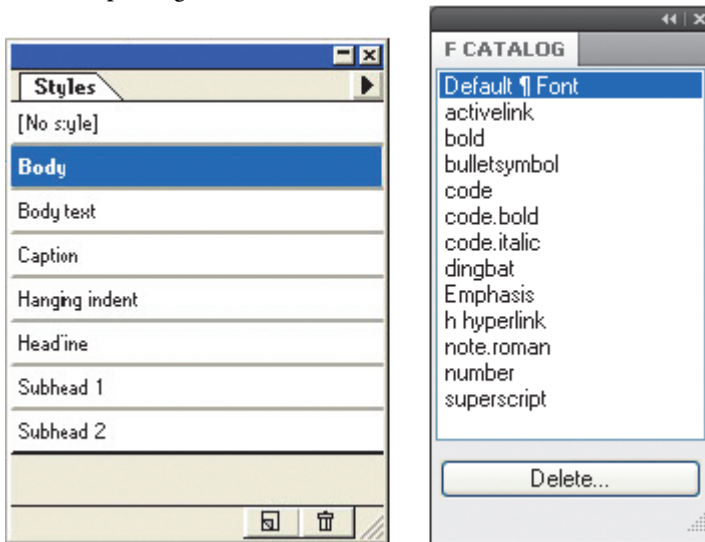 Styles
[No style]
Body
Body text
Caption
Hanging indent
Headline
Subhead 1
Subhead 2
F CATALOG
Default ¶ Font
activelink
bold
bulletsymbol
code
code.bold
code.italic
dingbat
Emphasis
h hyperlink
note.roman
number
superscript
Delete...